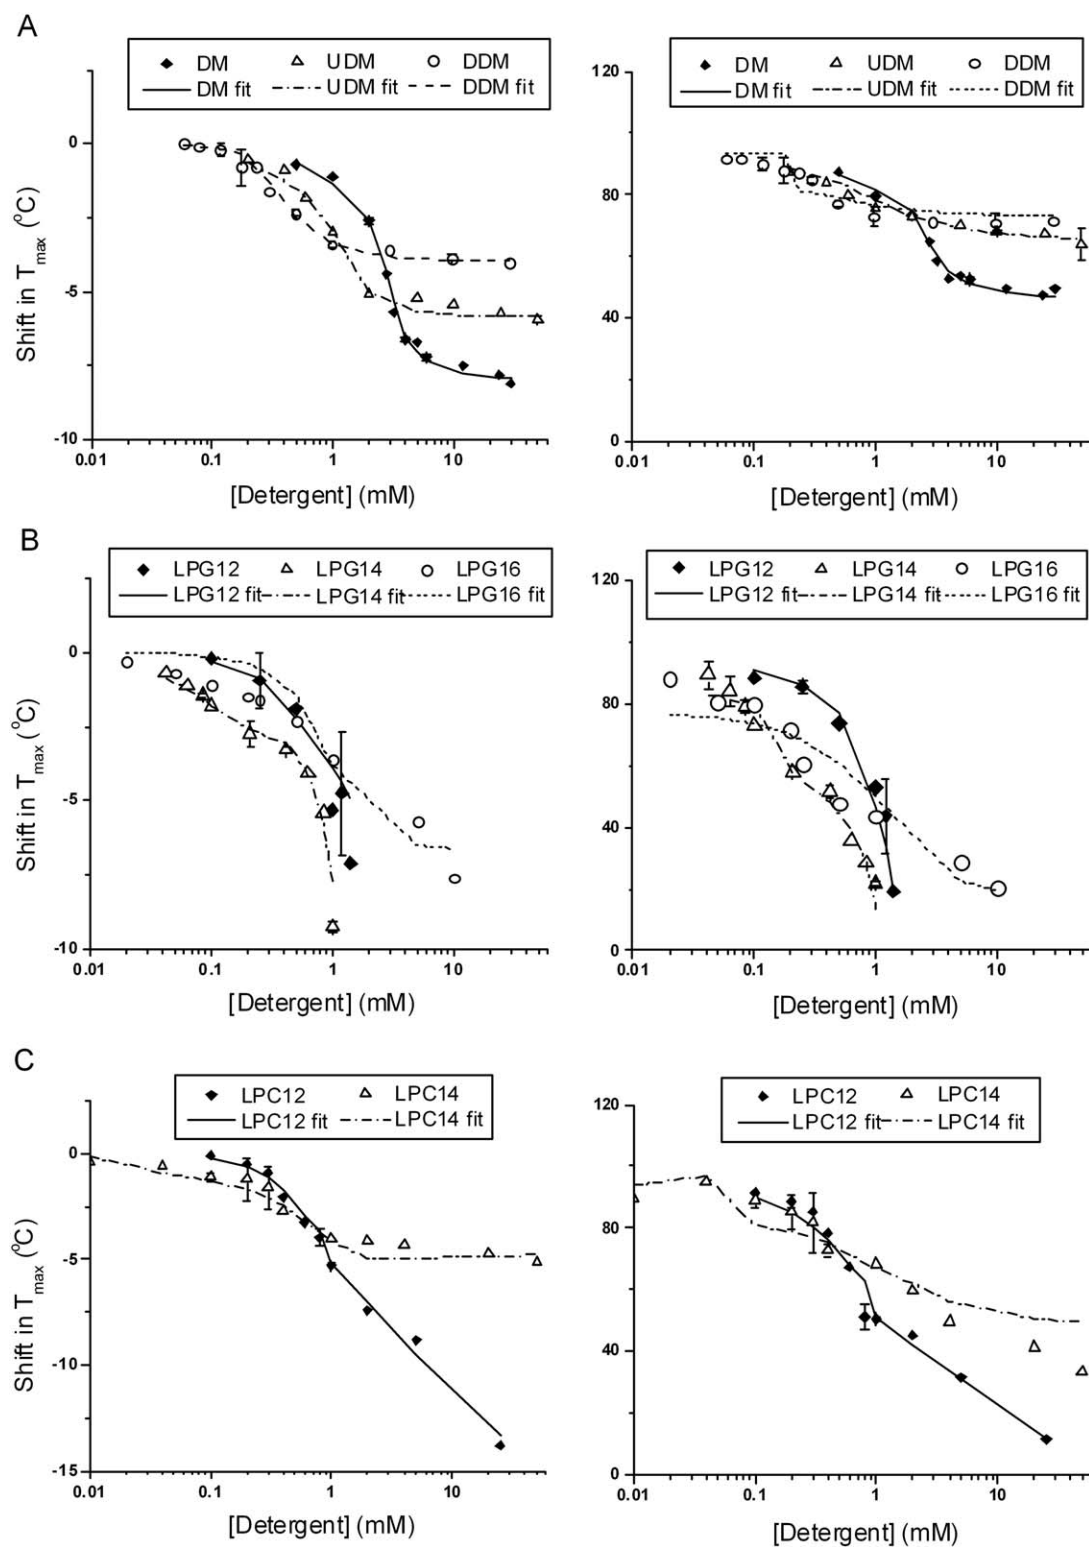 A
DM UDM DDM
DM fit UDM fit DDM fit
DM UDM DDM
DM fit UDM fit DDM fit
Shift in Tmax (°C)
0
-5
-10
0.01 0.1 1 10
[Detergent] (mM)
120
80
40
0
0.01 0.1 1 10
[Detergent] (mM)
B
LPG12 LPG14 LPG16
LPG12 fit LPG14 fit LPG16 fit
LPG12 LPG14 LPG16
LPG12 fit LPG14 fit LPG16 fit
Shift in Tmax (°C)
0
-5
-10
0.01 0.1 1 10
[Detergent] (mM)
120
80
40
0
0.01 0.1 1 10
[Detergent] (mM)
C
LPC12 LPC14
LPC12 fit LPC14 fit
LPC12 LPC14
LPC12 fit LPC14 fit
Shift in Tmax (°C)
0
-5
-10
-15
0.01 0.1 1 10
[Detergent] (mM)
120
80
40
0
0.01 0.1 1 10
[Detergent] (mM)